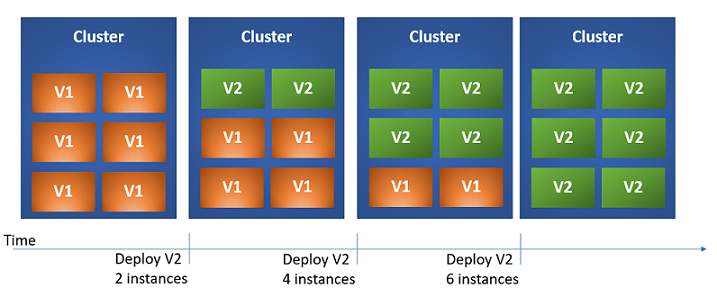 Cluster
V1 V1
V1 V1
V1 V1
Cluster
V2 V2
V1 V1
V1 V1
Cluster
V2 V2
V2 V2
V1 V1
Cluster
V2 V2
V2 V2
V2 V2
Time
Deploy V2
2 instances
Deploy V2
4 instances
Deploy V2
6 instances